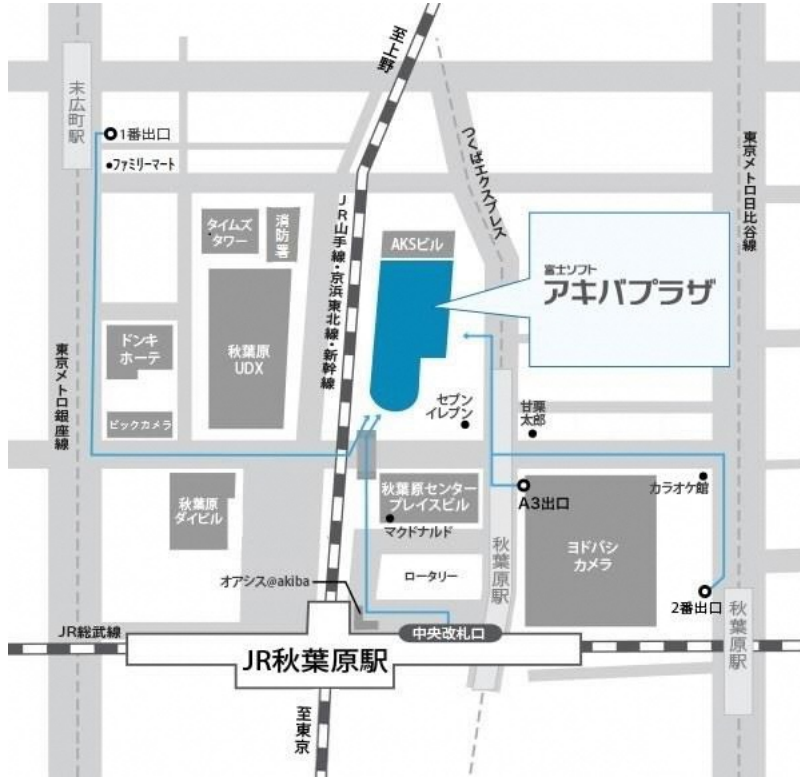 至上野
末広町駅
1番出口
・ファミリーマート
つくばエクスプレス
東京メトロ日比谷線
タイムズ
タワー
消防署
JR山手線・京浜東北線・新幹線
AKSビル
富士ソフト
アキバプラザ
ドンキ
ホーテ
秋葉原
UDX
東京メトロ銀座線
ビックカメラ
セブン
イレブン
甘栗
太郎
秋葉原
ダイビル
秋葉原センター
プレイスビル
マクドナルド
A3出口
カラオケ館
ヨドバシ
カメラ
秋葉原駅
ロータリー
オアシス@akiba
2番出口
秋葉原駅
JR総武線
中央改札口
JR秋葉原駅
至東京